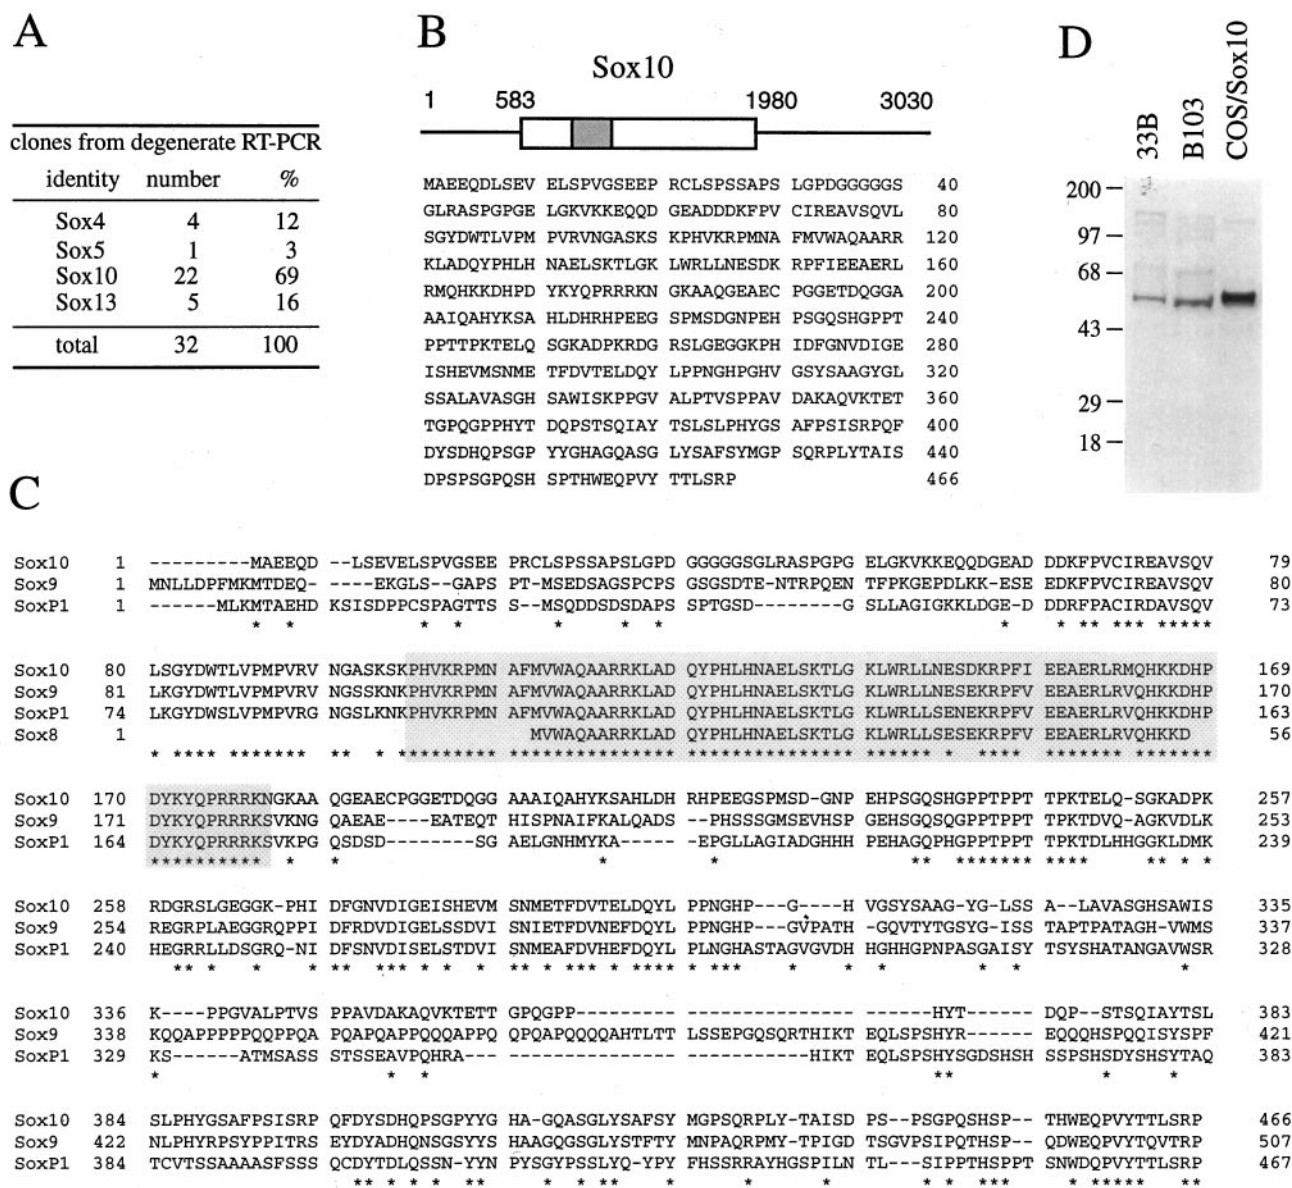 A
clones from degenerate RT-PCR
identity number %
Sox4 4 12
Sox5 1 3
Sox10 22 69
Sox13 5 16
total 32 100
B
Sox10
1 583 1980 3030
MAEEQDLSEV ELSPVGSEEP RCLSPSSAPS LGPDGGGGGS 40
GLRASPGPGE LGKVKKEQQD GEADDDKFPV CIREAVSQVL 80
SGYDWTLVPM PVRVNGASKS KPHVKRPMNA FMVWAQAARR 120
KLADQYPHLH NAELSKTLGK LWRLLNESDK RPFIEEAERL 160
RMQHKKDHPD YKYQPRRRKN GKAAQGEAEC PGGETDQGGA 200
AAIQAHYKSA HLDHRHPEEG SPMSDGNPEH PSGQSHGPPT 240
PPTTPKTELQ SGKADPKRDG RSLGEGGKPH IDFGNVDIGE 280
ISHEVMSNME TFDVTELDQY LPPNGHPGHV GSYSAAGYGL 320
SSALAVASGH SAWISKPPGV ALPTVSPPAV DAKAQVKTET 360
TGPQGPPHYT DQPSTSQIAY TSLSLPHYGS AFPSISRPQF 400
DYSDHQPSGP YYGHAGQASG LYSAFSYMGP SQRPLYTAIS 440
DPSPSGPQSH SPTHWEQPVY TTLSRP 466
D
33B B103 COS/Sox10
200
97
68
43
29
18
C
Sox10 1 ---------MAEEQD --LSEVELSPVGSEE PRCLSPSSAPSLGPD GGGGGSGLRASPGPG ELGKVKKEQQDGEAD DDKFPVCIREAVSQV 79
Sox9 1 MNLLDPFMKMTDEQ- ----EKGLS--GAPS PT-MSEDSAGSPCPS GSGSDTE-NTRPQEN TFPKGEPDLKK-ESE EDKFPVCIREAVSQV 80
SoxP1 1 ------MLKMTAEHD KSISDPPCSPAGTTS S--MSQDDSDSDAPS SPTGSD--------G SLLAGIGKKLDGE-D DDRFPACIRDAVSQV 73
* * * * * * * * * ** **** *****
Sox10 80 LSGYDWTLVPMPVRV NGASKSKPHVKRPMN AFMVWAQAARRKLAD QYPHLHNAELSKTLG KLWRLLNESDKRPFI EEAERLRMQHKKDHP 169
Sox9 81 LKGYDWTLVPMPVRV NGSSKNKPHVKRPMN AFMVWAQAARRKLAD QYPHLHNAELSKTLG KLWRLLNESEKRPFV EEAERLRVQHKKDHP 170
SoxP1 74 LKGYDWSLVPMPVRG NGSLKNKPHVKRPMN AFMVWAQAARRKLAD QYPHLHNAELSKTLG KLWRLLSENEKRPFV EEAERLRVQHKKDHP 163
Sox8 1 MVWAQAARRKLAD QYPHLHNAELSKTLG KLWRLLSESEKRPFV EEAERLRVQHKKD 56
* **** ******* ** * ********** *************** *************** ****** * **** ******* *******
Sox10 170 DYKYQPRRRKNGKAA QGEAECPGGETDQGG AAAIQAHYKSAHLDH RHPEEGSPMSD-GNP EHPSGQSHGPPTPPT TPKTELQ-SGKADPK 257
Sox9 171 DYKYQPRRRKSVKNG QAEAE----EATEQT HISPNAIFKALQADS --PHSSSGMSEVHSP GEHSGQSQGPPTPPT TPKTDVQ-AGKVDLK 253
SoxP1 164 DYKYQPRRRKSVKPG QSDSD--------SG AELGNHMYKA----- --EPGLLAGIADGHHH PEHAGQPHGPPTPPT TPKTDLHHGGKLDMK 239
********** * * * * ** ******* **** ** * *
Sox10 258 RDGRSLGEGGK-PHI DFGNVDIGEISHEVM SNMETFDVTELDQYL PPNGHP---G---H VGSYSAAG-YG-LSS A--LAVASGHSAWIS 335
Sox9 254 REGRPLAEGGRQPPI DFRDVDIGELSSDVI SNIETFDVNEFDQYL PPNGHP---GVPATH -GQVTYTGSYG-ISS TAPTPATAGH-VWMS 337
SoxP1 240 HEGRRLLDSGRQ-NI DFSNVDISELSTDVI SNMEAFDVHEFDQYL PLNGHASTAGVGVDH HGHHGPNPASGAISY TSYSHATANGAVWSR 328
** * * * ** *** * * * ** * *** * **** * *** * * * * * *
Sox10 336 K----PPGVALPTVS PPAVDAKAQVKTETT GPQGPP--------- --------------- ------HYT------ DQP--STSQIAYTSL 383
Sox9 338 KQQAPPPPPQQPPQA PQAPQAPPQQQAPPQ QPQAPQQQQAHTLTT LSSEPGQSQRTHIKT EQLSPSHYR------ EEQQHSPQQISYSPF 421
SoxP1 329 KS------ATMSASS STSSEAVPQHRA--- --------------- -----------HIKT EQLSPSHYSGDSHSH SSPSHSDYSHSYTAQ 383
* * * ** * *
Sox10 384 SLPHYGSAFPSISRP QFDYSDHQPSGPYYG HA-GQASGLYSAFSY MGPSQRPLY-TAISD PS--PSGPQSHSP-- THWEQPVYTTLSRP 466
Sox9 422 NLPHYRPSYPPITRS EYDYADHQNSGSYYS HAAGQGSGLYSTFTY MNPAQRPMY-TPIGD TSGVPSIPQTHSP-- QDWEQPVYTQVTRP 507
SoxP1 384 TCVTSSAAAASFSSS QCDYTDLQSSN-YYN PYSGYPSSLYQ-YPY FHSSRRAYHGSPILNT L---SIPPTHSPPT SNWDQPVYTTLSRP 467
** * * * ** * * ** * * * * * *** * ***** **